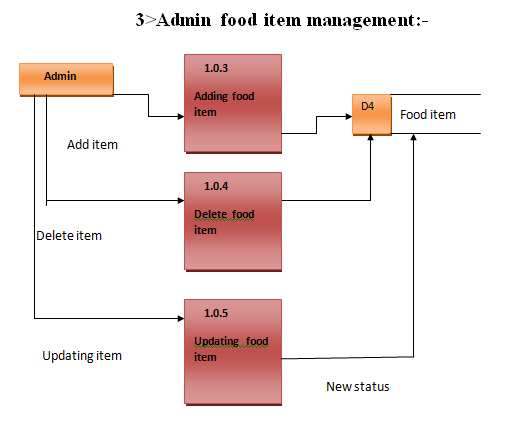 3>Admin food item management:-
Admin
1.0.3
Adding food
item
D4
Food item
Add item
1.0.4
Delete food
item
Delete item
1.0.5
Updating food
item
Updating item
New status